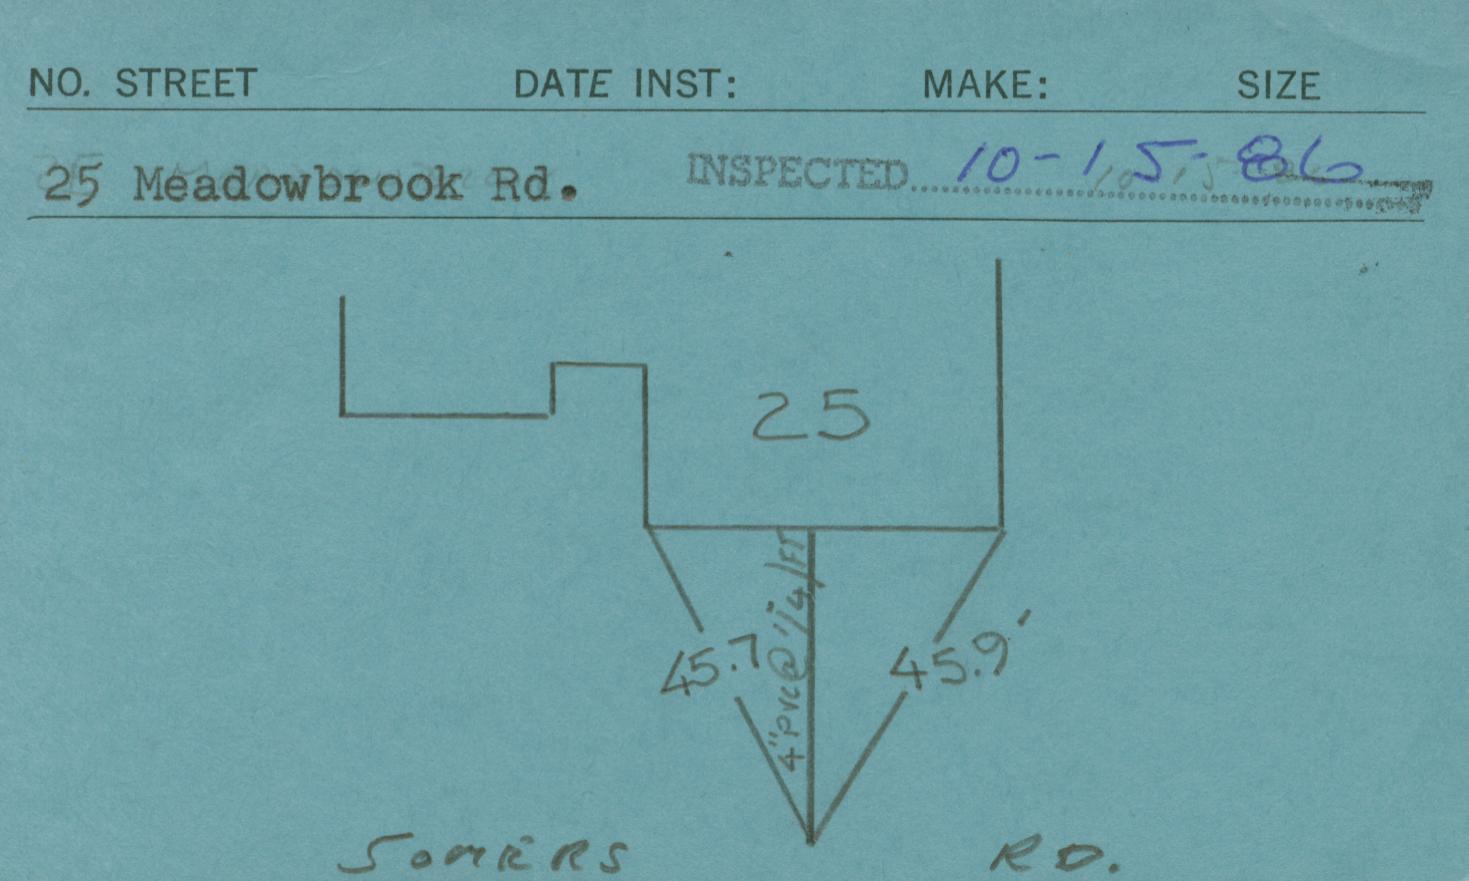 NO. STREET DATE INST: MAKE: SIZE
25 Meadowbrook Rd. INSPECTED 10-15-86
25
45.7
4" PVC @ 1/4"/FT
45.9'
SOMERS RD.